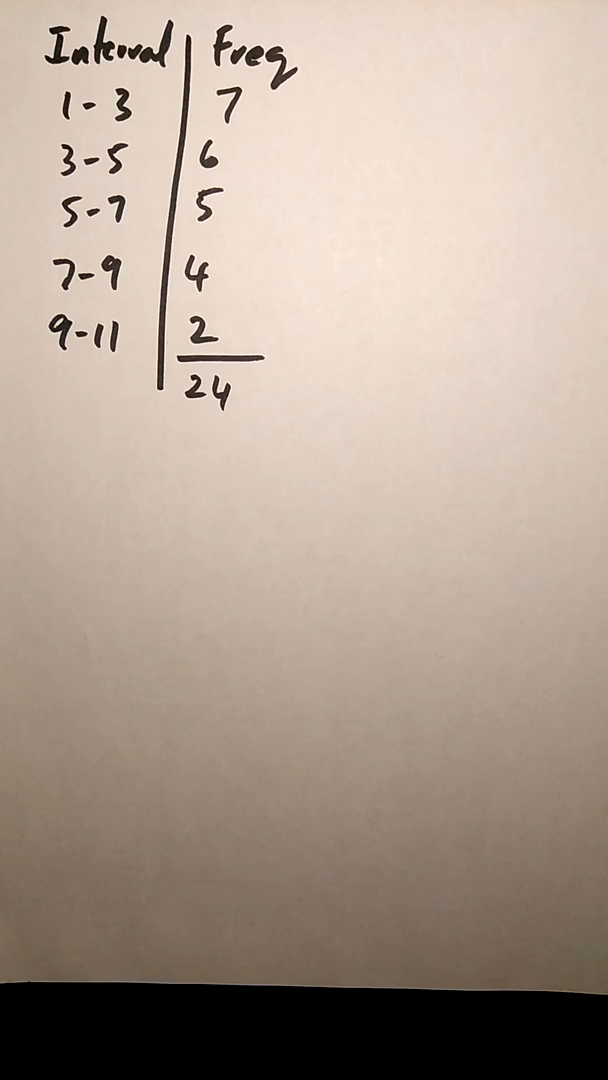 Interval | Freq
1-3 | 7
3-5 | 6
5-7 | 5
7-9 | 4
9-11 | 2
24